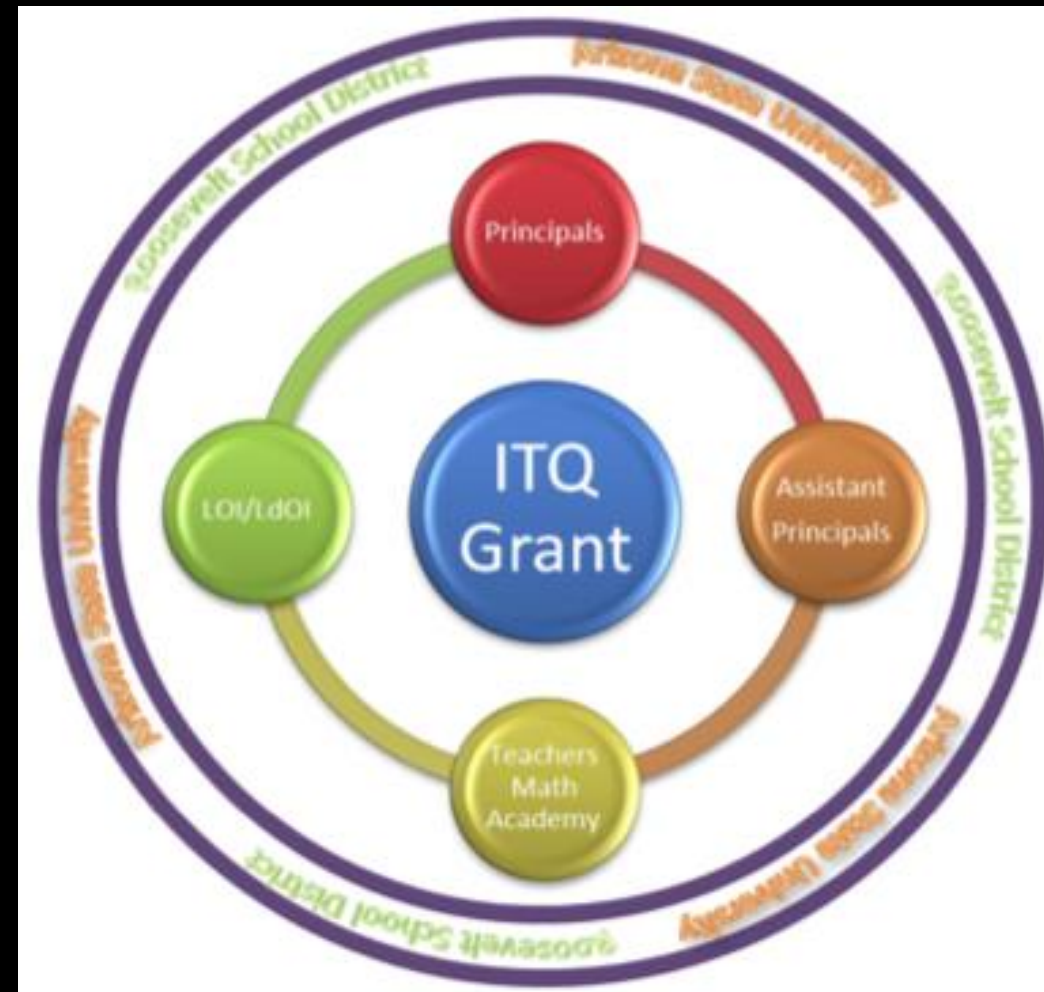 Roosevelt School District
Arizona State University
Roosevelt School District
Arizona State University
Roosevelt School District
Arizona State University
Principals
Assistant
Principals
Teachers
Math
Academy
LOI/LdOI
ITQ
Grant